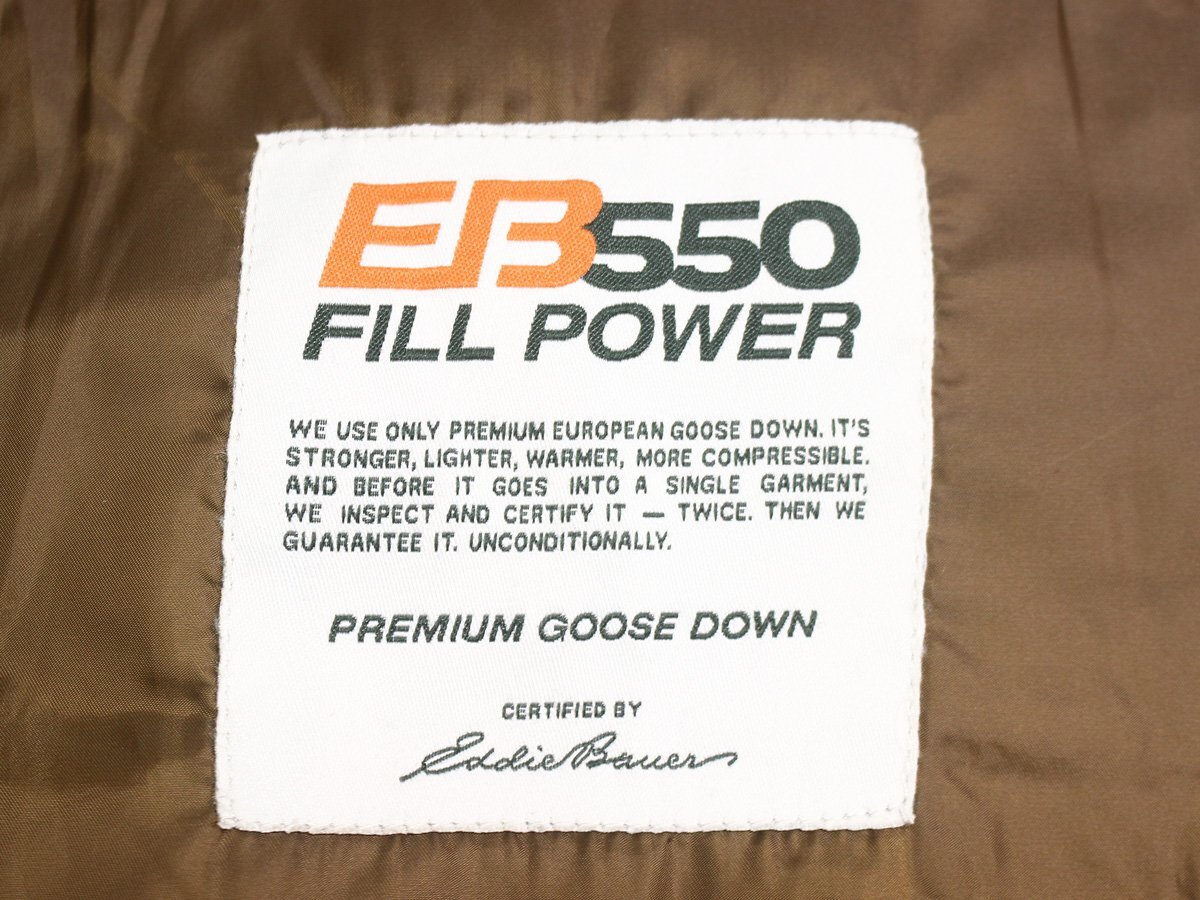 EB550
FILL POWER
WE USE ONLY PREMIUM EUROPEAN GOOSE DOWN. IT'S
STRONGER, LIGHTER, WARMER, MORE COMPRESSIBLE.
AND BEFORE IT GOES INTO A SINGLE GARMENT,
WE INSPECT AND CERTIFY IT — TWICE. THEN WE
GUARANTEE IT. UNCONDITIONALLY.
PREMIUM GOOSE DOWN
CERTIFIED BY
Eddie Bauer